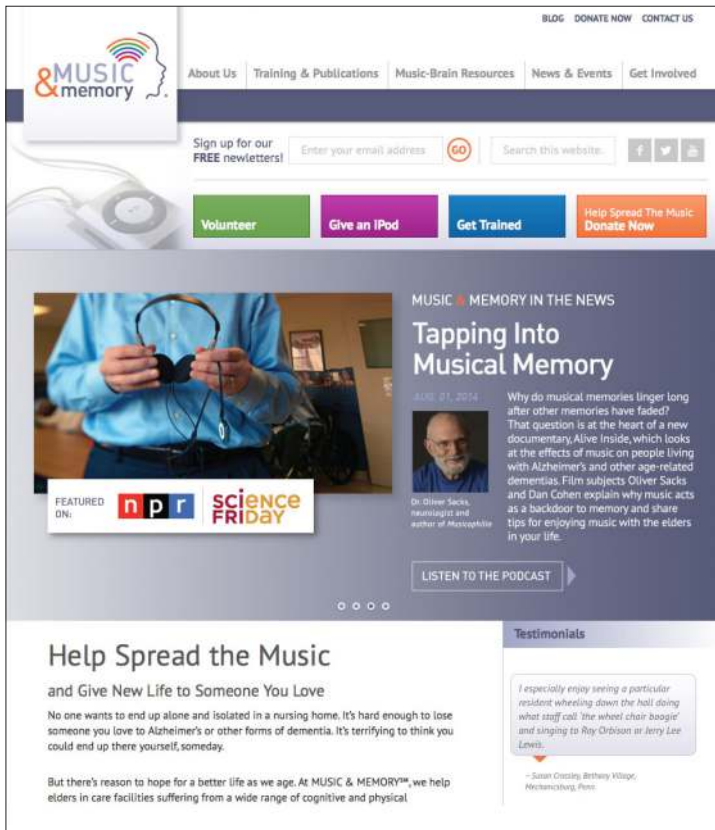 BLOG DONATE NOW CONTACT US
&MUSIC
memory
About Us Training & Publications Music-Brain Resources News & Events Get Involved
Sign up for our
FREE newletters!
Enter your email address
GO
Search this website.
Volunteer
Give an iPod
Get Trained
Help Spread The Music
Donate Now
MUSIC & MEMORY IN THE NEWS
Tapping Into
Musical Memory
AUG. 01, 2014
Why do musical memories linger long
after other memories have faded?
That question is at the heart of a new
documentary, Alive Inside, which looks
at the effects of music on people living
with Alzheimer's and other age-related
dementias. Film subjects Oliver Sacks
and Dan Cohen explain why music acts
as a backdoor to memory and share
tips for enjoying music with the elders
in your life.
Dr. Oliver Sacks,
neurologist and
author of Musicophilia
FEATURED
ON:
npr
science
FRIDAY
LISTEN TO THE PODCAST
Help Spread the Music
and Give New Life to Someone You Love
No one wants to end up alone and isolated in a nursing home. It's hard enough to lose
someone you love to Alzheimer's or other forms of dementia. It's terrifying to think you
could end up there yourself, someday.
But there's reason to hope for a better life as we age. At MUSIC & MEMORY℠, we help
elders in care facilities suffering from a wide range of cognitive and physical
Testimonials
I especially enjoy seeing a particular
resident wheeling down the hall doing
what staff call 'the wheel chair boogie'
and singing to Roy Orbison or Jerry Lee
Lewis.
– Susan Crossley, Bethany Village,
Mechanicsburg, Penn.